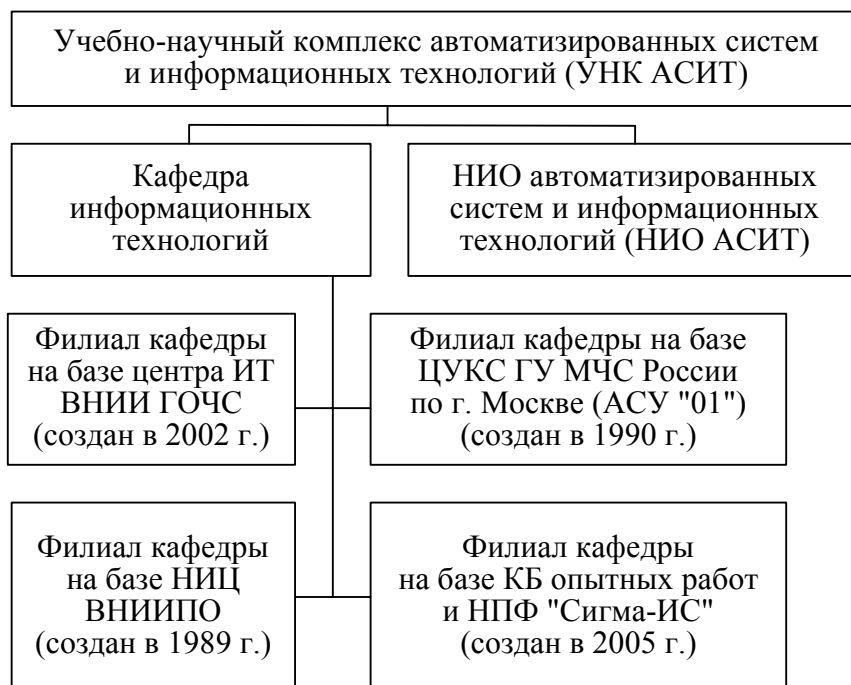 Учебно-научный комплекс автоматизированных систем
и информационных технологий (УНК АСИТ)
Кафедра
информационных
технологий
НИО автоматизированных
систем и информационных
технологий (НИО АСИТ)
Филиал кафедры
на базе центра ИТ
ВНИИ ГОЧС
(создан в 2002 г.)
Филиал кафедры на базе
ЦУКС ГУ МЧС России
по г. Москве (АСУ "01")
(создан в 1990 г.)
Филиал кафедры
на базе НИЦ
ВНИИПО
(создан в 1989 г.)
Филиал кафедры
на базе КБ опытных работ
и НПФ "Сигма-ИС"
(создан в 2005 г.)